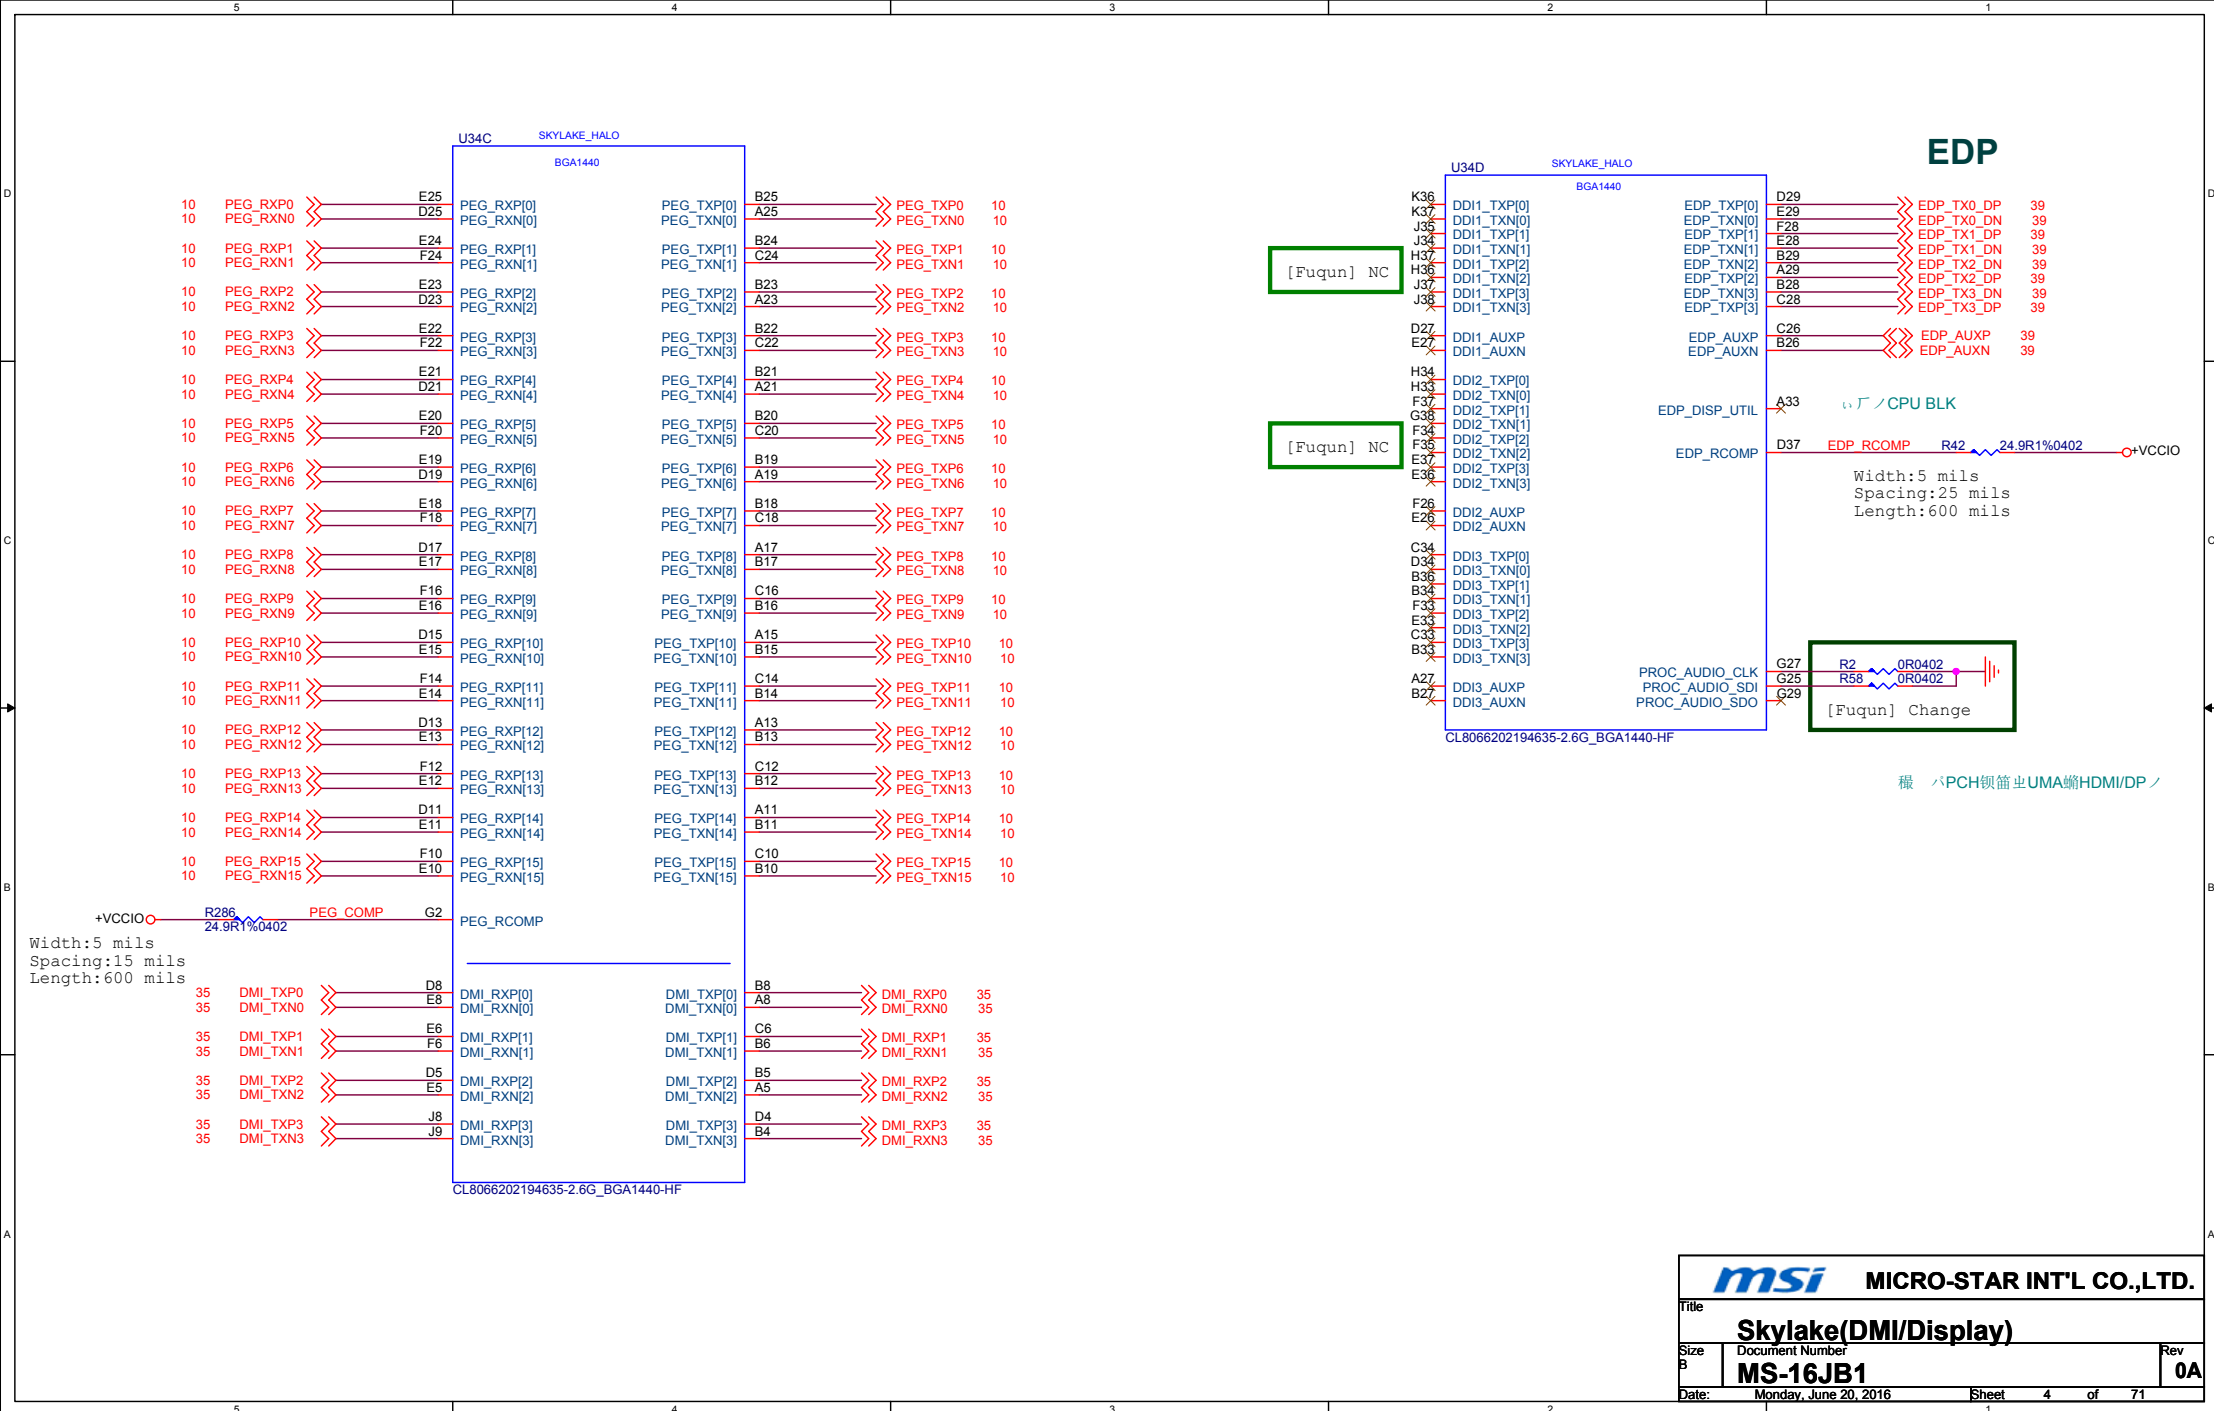 5 4 3 2 1
D
C
B
A
U34C SKYLAKE_HALO
BGA1440
10 PEG_RXP0 E25 PEG_RXP[0] PEG_TXP[0] B25 PEG_TXP0 10
10 PEG_RXN0 D25 PEG_RXN[0] PEG_TXN[0] A25 PEG_TXN0 10
10 PEG_RXP1 E24 PEG_RXP[1] PEG_TXP[1] B24 PEG_TXP1 10
10 PEG_RXN1 F24 PEG_RXN[1] PEG_TXN[1] C24 PEG_TXN1 10
10 PEG_RXP2 E23 PEG_RXP[2] PEG_TXP[2] B23 PEG_TXP2 10
10 PEG_RXN2 D23 PEG_RXN[2] PEG_TXN[2] A23 PEG_TXN2 10
10 PEG_RXP3 E22 PEG_RXP[3] PEG_TXP[3] B22 PEG_TXP3 10
10 PEG_RXN3 F22 PEG_RXN[3] PEG_TXN[3] C22 PEG_TXN3 10
10 PEG_RXP4 E21 PEG_RXP[4] PEG_TXP[4] B21 PEG_TXP4 10
10 PEG_RXN4 D21 PEG_RXN[4] PEG_TXN[4] A21 PEG_TXN4 10
10 PEG_RXP5 E20 PEG_RXP[5] PEG_TXP[5] B20 PEG_TXP5 10
10 PEG_RXN5 F20 PEG_RXN[5] PEG_TXN[5] C20 PEG_TXN5 10
10 PEG_RXP6 E19 PEG_RXP[6] PEG_TXP[6] B19 PEG_TXP6 10
10 PEG_RXN6 D19 PEG_RXN[6] PEG_TXN[6] A19 PEG_TXN6 10
10 PEG_RXP7 E18 PEG_RXP[7] PEG_TXP[7] B18 PEG_TXP7 10
10 PEG_RXN7 F18 PEG_RXN[7] PEG_TXN[7] C18 PEG_TXN7 10
10 PEG_RXP8 D17 PEG_RXP[8] PEG_TXP[8] A17 PEG_TXP8 10
10 PEG_RXN8 E17 PEG_RXN[8] PEG_TXN[8] B17 PEG_TXN8 10
10 PEG_RXP9 F16 PEG_RXP[9] PEG_TXP[9] C16 PEG_TXP9 10
10 PEG_RXN9 E16 PEG_RXN[9] PEG_TXN[9] B16 PEG_TXN9 10
10 PEG_RXP10 D15 PEG_RXP[10] PEG_TXP[10] A15 PEG_TXP10 10
10 PEG_RXN10 E15 PEG_RXN[10] PEG_TXN[10] B15 PEG_TXN10 10
10 PEG_RXP11 F14 PEG_RXP[11] PEG_TXP[11] C14 PEG_TXP11 10
10 PEG_RXN11 E14 PEG_RXN[11] PEG_TXN[11] B14 PEG_TXN11 10
10 PEG_RXP12 D13 PEG_RXP[12] PEG_TXP[12] A13 PEG_TXP12 10
10 PEG_RXN12 E13 PEG_RXN[12] PEG_TXN[12] B13 PEG_TXN12 10
10 PEG_RXP13 F12 PEG_RXP[13] PEG_TXP[13] C12 PEG_TXP13 10
10 PEG_RXN13 E12 PEG_RXN[13] PEG_TXN[13] B12 PEG_TXN13 10
10 PEG_RXP14 D11 PEG_RXP[14] PEG_TXP[14] A11 PEG_TXP14 10
10 PEG_RXN14 E11 PEG_RXN[14] PEG_TXN[14] B11 PEG_TXN14 10
10 PEG_RXP15 F10 PEG_RXP[15] PEG_TXP[15] C10 PEG_TXP15 10
10 PEG_RXN15 E10 PEG_RXN[15] PEG_TXN[15] B10 PEG_TXN15 10
+VCCIO R286 PEG_COMP G2 PEG_RCOMP
24.9R1%0402
Width:5 mils
Spacing:15 mils
Length:600 mils
35 DMI_TXP0 D8 DMI_RXP[0] DMI_TXP[0] B8 DMI_RXP0 35
35 DMI_TXN0 E8 DMI_RXN[0] DMI_TXN[0] A8 DMI_RXN0 35
35 DMI_TXP1 E6 DMI_RXP[1] DMI_TXP[1] C6 DMI_RXP1 35
35 DMI_TXN1 F6 DMI_RXN[1] DMI_TXN[1] B6 DMI_RXN1 35
35 DMI_TXP2 D5 DMI_RXP[2] DMI_TXP[2] B5 DMI_RXP2 35
35 DMI_TXN2 E5 DMI_RXN[2] DMI_TXN[2] A5 DMI_RXN2 35
35 DMI_TXP3 J8 DMI_RXP[3] DMI_TXP[3] D4 DMI_RXP3 35
35 DMI_TXN3 J9 DMI_RXN[3] DMI_TXN[3] B4 DMI_RXN3 35
CL8066202194635-2.6G_BGA1440-HF
EDP
U34D SKYLAKE_HALO
BGA1440
K36 DDI1_TXP[0] EDP_TXP[0] D29 EDP_TX0_DP 39
K37 DDI1_TXN[0] EDP_TXN[0] E29 EDP_TX0_DN 39
J35 DDI1_TXP[1] EDP_TXP[1] F28 EDP_TX1_DP 39
J34 DDI1_TXN[1] EDP_TXN[1] E28 EDP_TX1_DN 39
H37 DDI1_TXP[2] EDP_TXN[2] B29 EDP_TX2_DN 39
[Fuqun] NC
H36 DDI1_TXN[2] EDP_TXP[2] A29 EDP_TX2_DP 39
J37 DDI1_TXP[3] EDP_TXN[3] B28 EDP_TX3_DN 39
J38 DDI1_TXN[3] EDP_TXP[3] C28 EDP_TX3_DP 39
D27 DDI1_AUXP EDP_AUXP C26 EDP_AUXP 39
E27 DDI1_AUXN EDP_AUXN B26 EDP_AUXN 39
H34 DDI2_TXP[0]
H33 DDI2_TXN[0]
F37 DDI2_TXP[1] EDP_DISP_UTIL A33 CPU BLK
G38 DDI2_TXN[1]
F34 DDI2_TXP[2]
[Fuqun] NC
F35 DDI2_TXN[2] EDP_RCOMP D37 EDP_RCOMP R42 24.9R1%0402 +VCCIO
E37 DDI2_TXP[3]
E36 DDI2_TXN[3]
Width:5 mils
Spacing:25 mils
Length:600 mils
F26 DDI2_AUXP
E26 DDI2_AUXN
C34 DDI3_TXP[0]
D34 DDI3_TXN[0]
B36 DDI3_TXP[1]
B34 DDI3_TXN[1]
F33 DDI3_TXP[2]
E33 DDI3_TXN[2]
C33 DDI3_TXP[3]
B33 DDI3_TXN[3]
PROC_AUDIO_CLK G27 R2 0R0402
A27 DDI3_AUXP PROC_AUDIO_SDI G25 R58 0R0402
B27 DDI3_AUXN PROC_AUDIO_SDO G29
[Fuqun] Change
CL8066202194635-2.6G_BGA1440-HF
msi MICRO-STAR INT'L CO.,LTD.
Title
Skylake(DMI/Display)
Size Document Number Rev
B MS-16JB1 0A
Date: Monday, June 20, 2016 Sheet 4 of 71
5 4 3 2 1